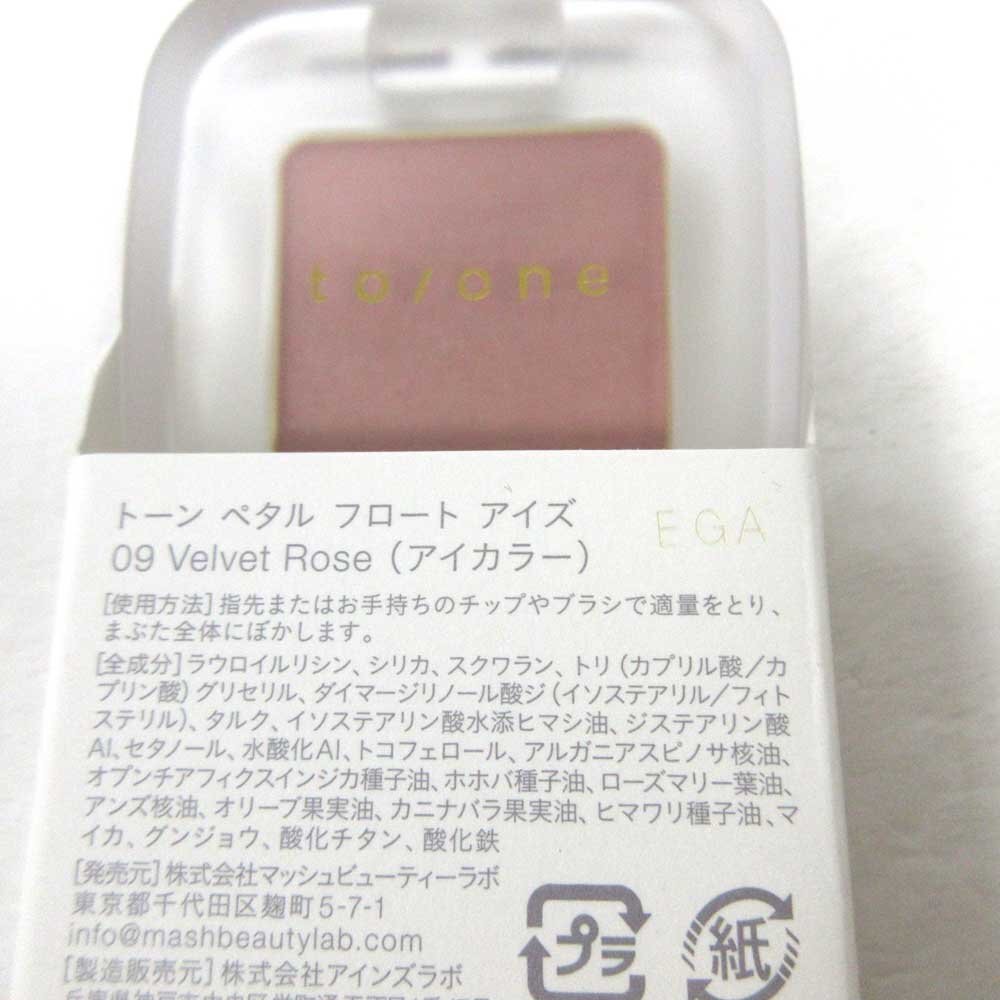 to/one
トーン ペタル フロート アイズ
EGA
09 Velvet Rose（アイカラー）
［使用方法］指先またはお手持ちのチップやブラシで適量をとり、
まぶた全体にぼかします。
［全成分］ラウロイルリシン、シリカ、スクワラン、トリ（カプリル酸／カ
プリン酸）グリセリル、ダイマージリノール酸ジ（イソステアリル／フィト
ステリル）、タルク、イソステアリン酸水添ヒマシ油、ジステアリン酸
Al、セタノール、水酸化Al、トコフェロール、アルガニアスピノサ核油、
オプンチアフィクスインジカ種子油、ホホバ種子油、ローズマリー葉油、
アンズ核油、オリーブ果実油、カニナバラ果実油、ヒマワリ種子油、マ
イカ、グンジョウ、酸化チタン、酸化鉄
［発売元］株式会社マッシュビューティーラボ
東京都千代田区麹町5-7-1
info@mashbeautylab.com
［製造販売元］株式会社アインズラボ
プラ
紙